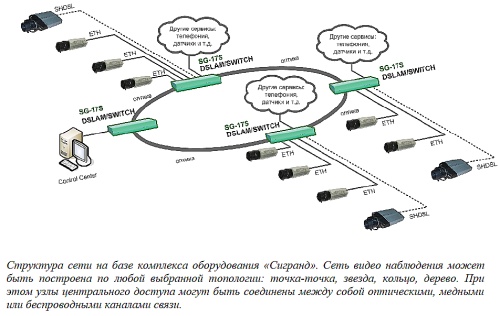 SHDSL
ETH
ETH
ETH
Другие сервисы:
телефония,
датчики и т.д.
SG-17S
DSLAM/SWITCH
оптика
Другие сервисы:
телефония,
датчики и т.д.
SG-17S
DSLAM/SWITCH
SG-17S
DSLAM/SWITCH
Другие сервисы:
телефония,
датчики и т.д.
SG-17S
DSLAM/SWITCH
оптика
оптика
Control Center
ETH
ETH
ETH
SHDSL
ETH
ETH
ETH
SHDSL
Структура сети на базе комплекса оборудования «Сигранд». Сеть видео наблюдения может
быть построена по любой выбранной топологии: точка-точка, звезда, кольцо, дерево. При
этом узлы центрального доступа могут быть соединены между собой оптическими, медными
или беспроводными каналами связи.